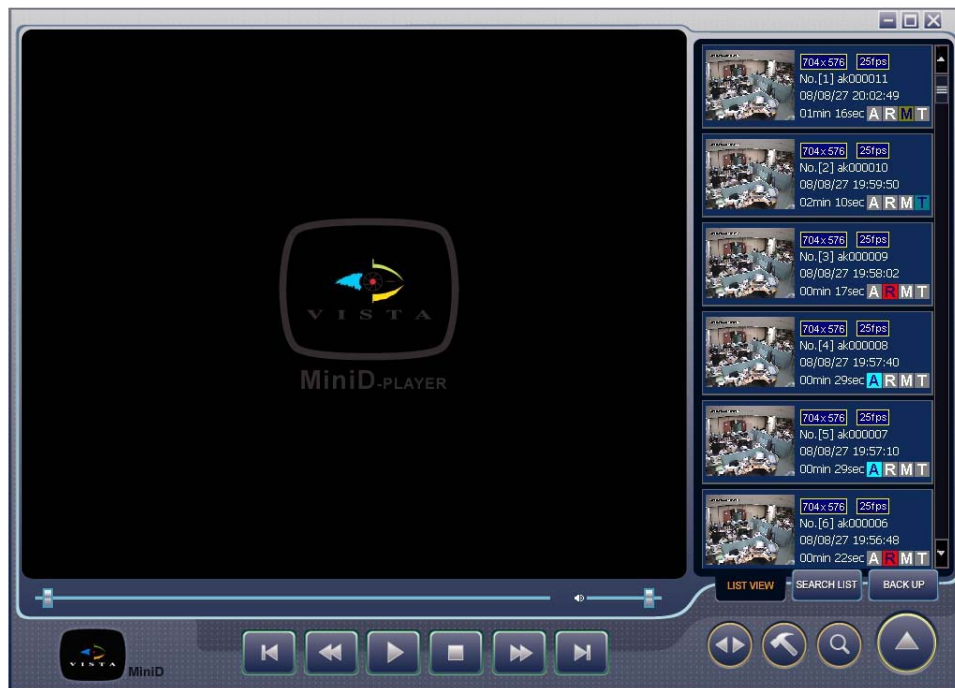 VISTA
MiniD-PLAYER
704x576 25fps
No.[1] ak000011
08/08/27 20:02:49
01min 16sec A R M T
704x576 25fps
No.[2] ak000010
08/08/27 19:59:50
02min 10sec A R M T
704x576 25fps
No.[3] ak000009
08/08/27 19:58:02
00min 17sec A R M T
704x576 25fps
No.[4] ak000008
08/08/27 19:57:40
00min 29sec A R M T
704x576 25fps
No.[5] ak000007
08/08/27 19:57:10
00min 29sec A R M T
704x576 25fps
No.[6] ak000006
08/08/27 19:56:48
00min 22sec A R M T
LIST VIEW SEARCH LIST BACK UP
VISTA
MiniD